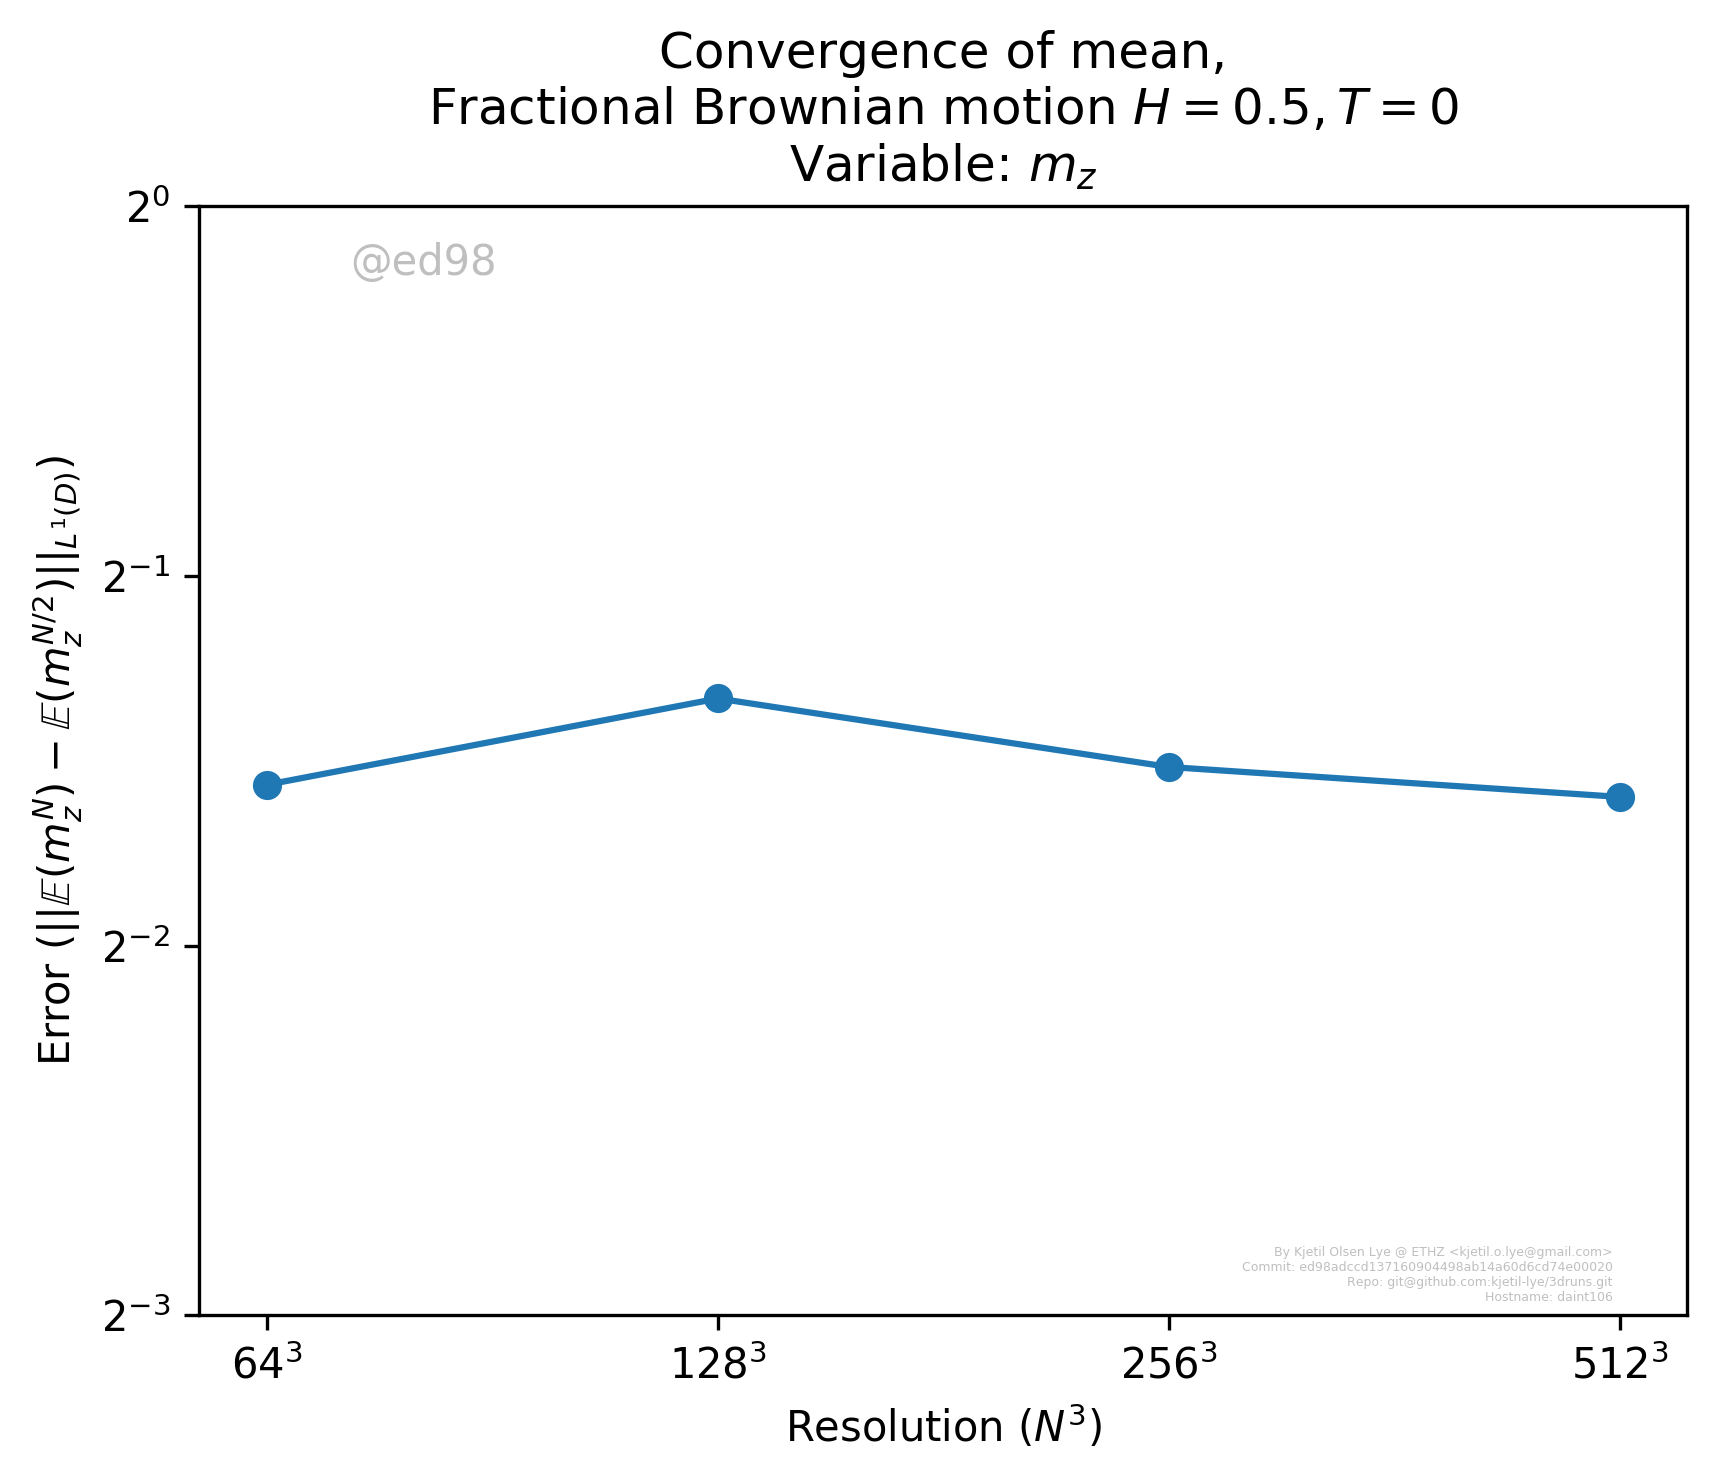 Convergence of mean,
Fractional Brownian motion H = 0.5, T = 0
Variable: m_z
2^0
@ed98
2^−1
2^−2
2^−3
Error (||𝔼(m_z^N) − 𝔼(m_z^{N/2})||_{L^1(D)})
By Kjetil Olsen Lye @ ETHZ <kjetil.o.lye@gmail.com>
Commit: ed98adccd137160904498ab14a60d6cd74e00020
Repo: git@github.com:kjetil-lye/3druns.git
Hostname: daint106
64^3 128^3 256^3 512^3
Resolution (N^3)